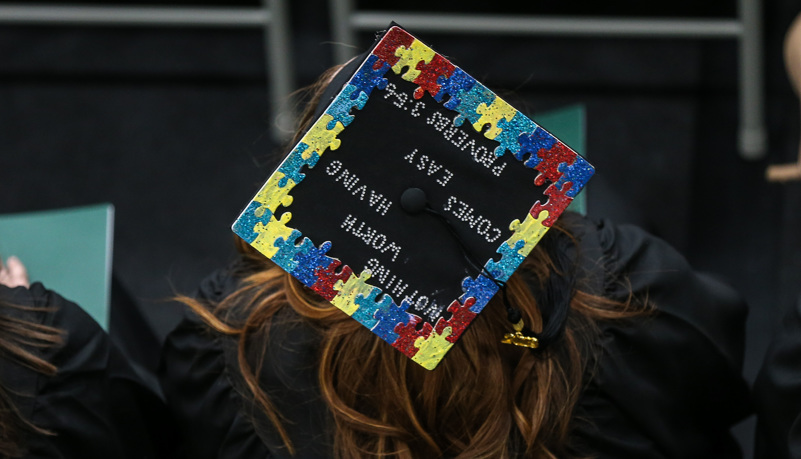 NOTHING
WORTH
HAVING
COMES
EASY
PROVERBS 3:5-6